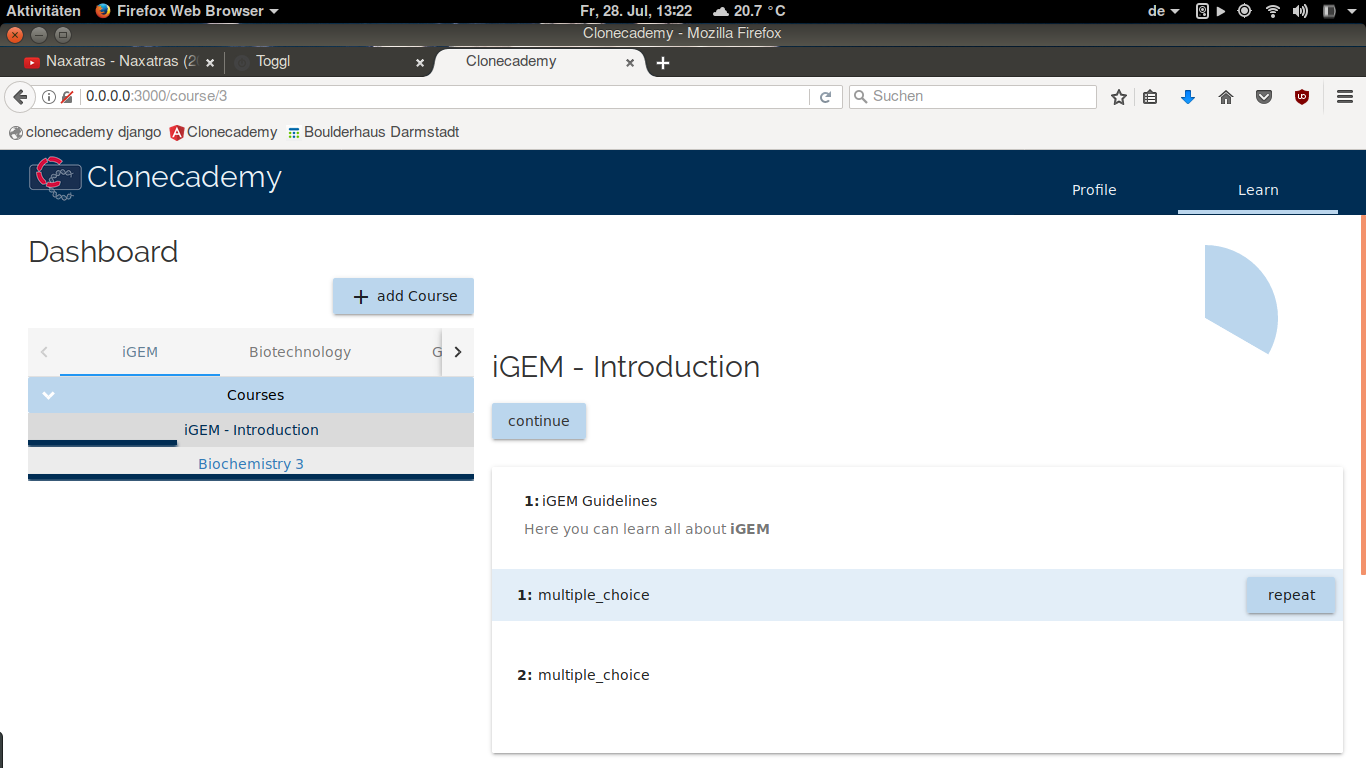 Aktivitäten Firefox Web Browser Fr, 28. Jul, 13:22 20.7 °C de
Clonecademy - Mozilla Firefox
Naxatras - Naxatras (2 Toggl Clonecademy
0.0.0.0:3000/course/3 Suchen
clonecademy django Clonecademy Boulderhaus Darmstadt
Clonecademy Profile Learn
Dashboard
+ add Course
iGEM Biotechnology G
iGEM - Introduction
Courses
continue
iGEM - Introduction
Biochemistry 3
1: iGEM Guidelines
Here you can learn all about iGEM
1: multiple_choice repeat
2: multiple_choice